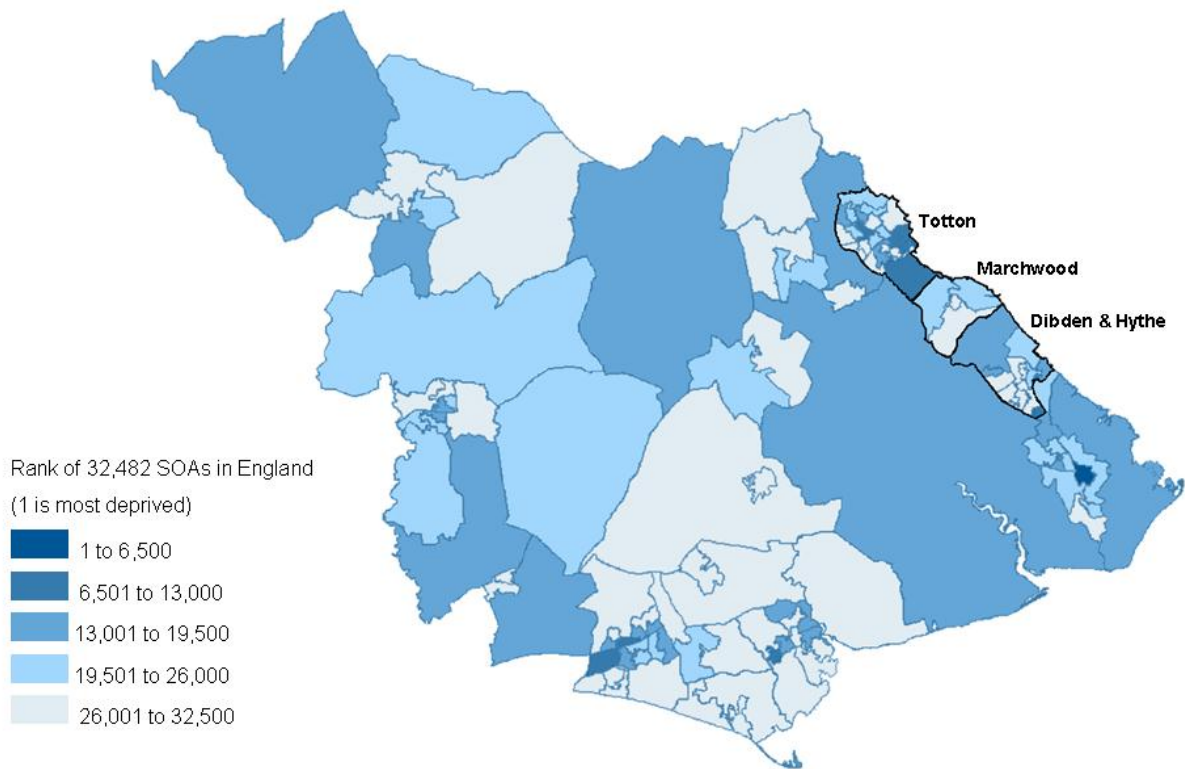 Totton
Marchwood
Dibden & Hythe
Rank of 32,482 SOAs in England
(1 is most deprived)
1 to 6,500
6,501 to 13,000
13,001 to 19,500
19,501 to 26,000
26,001 to 32,500